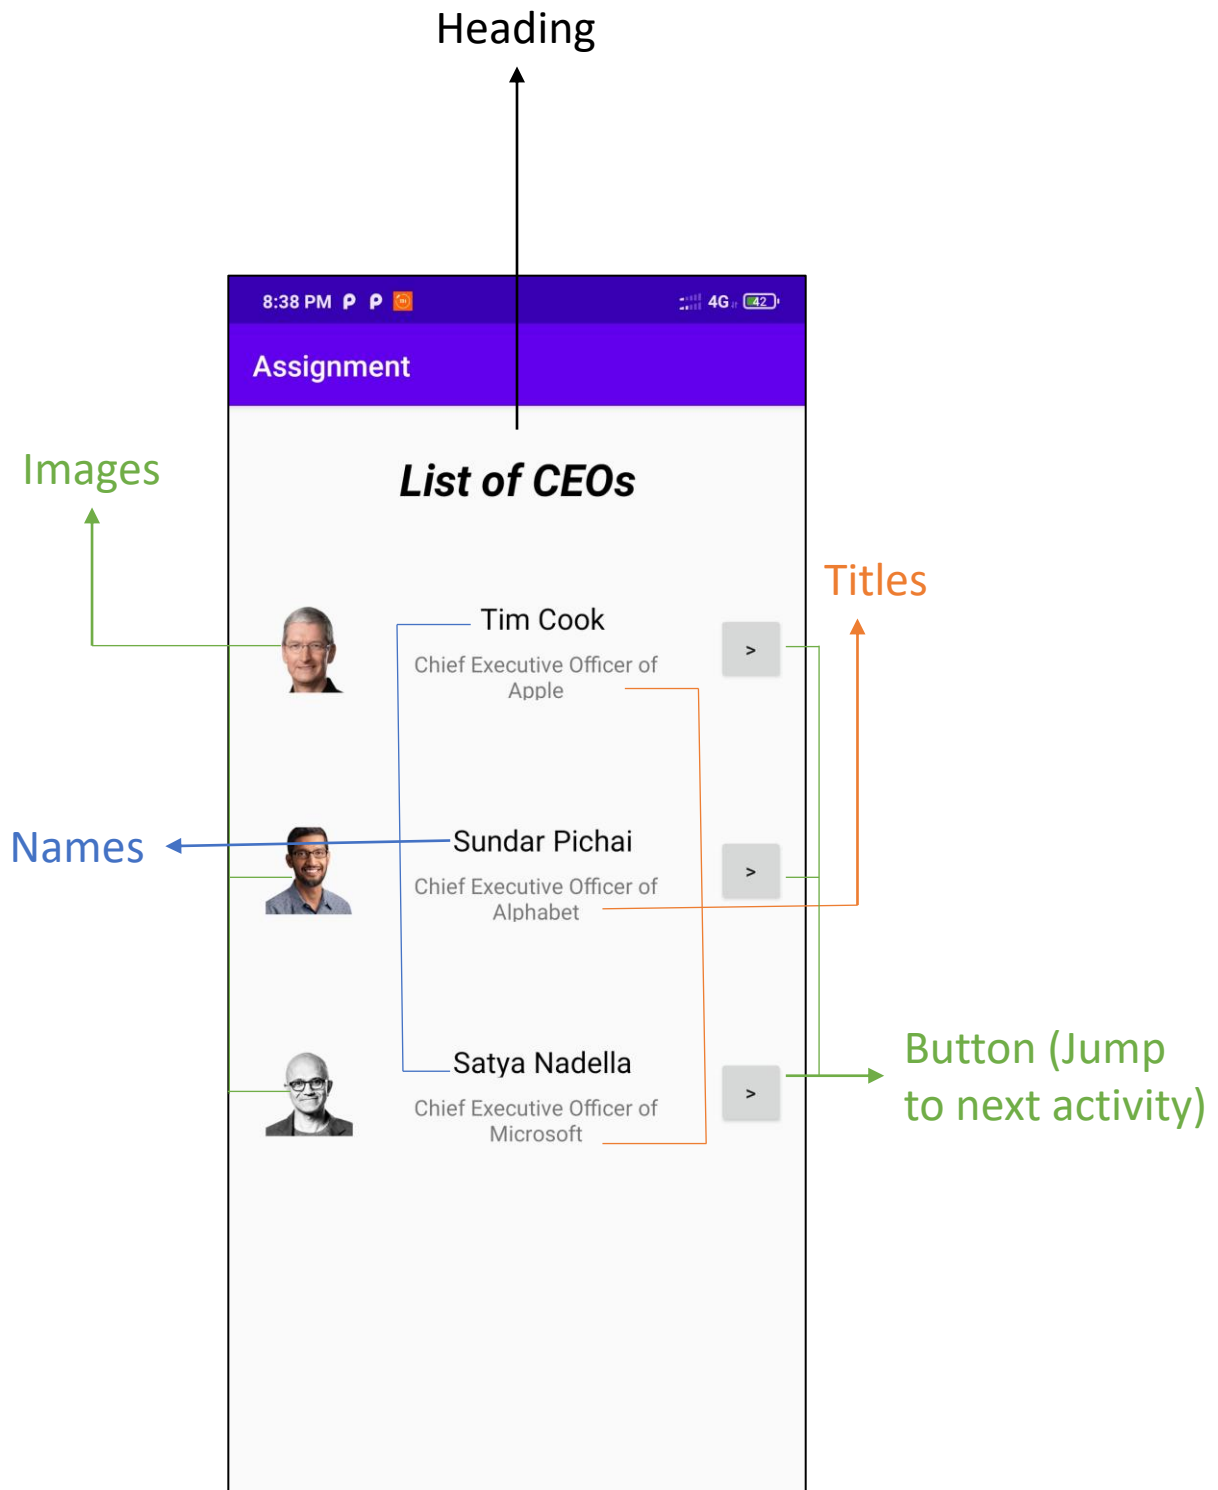 Heading
8:38 PM
4G
42
Assignment
Images
List of CEOs
Titles
Tim Cook
>
Chief Executive Officer of
Apple
Names
Sundar Pichai
>
Chief Executive Officer of
Alphabet
Button (Jump
to next activity)
Satya Nadella
>
Chief Executive Officer of
Microsoft